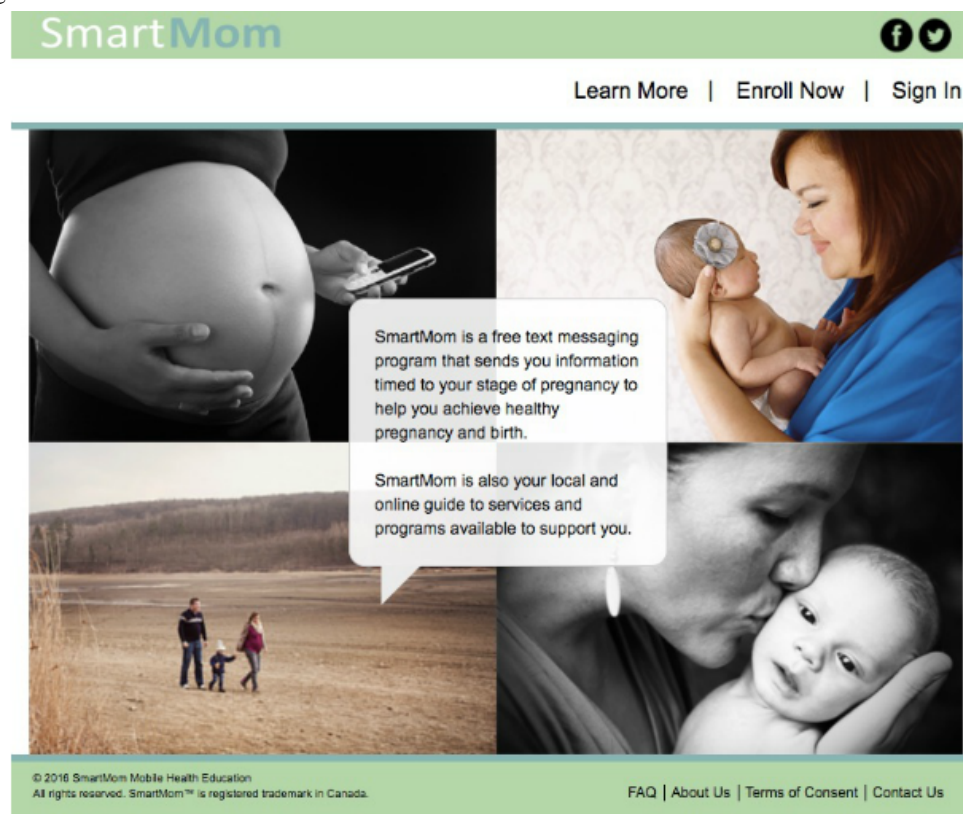 SmartMom
Learn More | Enroll Now | Sign In
SmartMom is a free text messaging
program that sends you information
timed to your stage of pregnancy to
help you achieve healthy
pregnancy and birth.
SmartMom is also your local and
online guide to services and
programs available to support you.
© 2016 SmartMom Mobile Health Education
All rights reserved. SmartMom™ is registered trademark in Canada.
FAQ | About Us | Terms of Consent | Contact Us